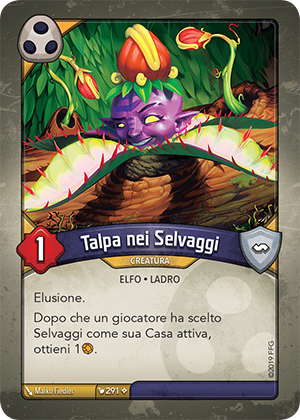 Talpa nei Selvaggi
1
CREATURA
ELFO • LADRO
Elusione.
Dopo che un giocatore ha scelto
Selvaggi come sua Casa attiva,
ottieni 1.
©2019 FFG
Marko Fiedler
291